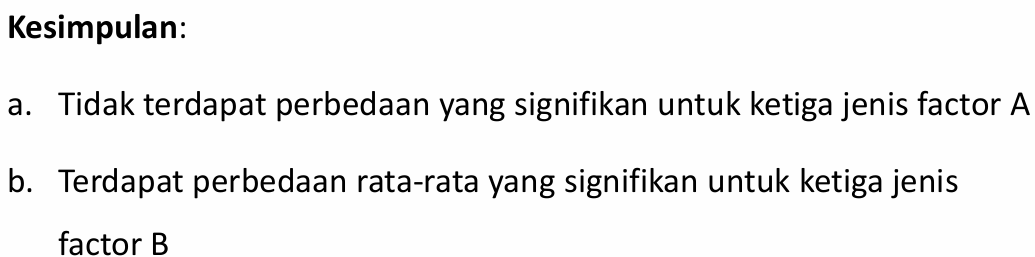 Kesimpulan:
a. Tidak terdapat perbedaan yang signifikan untuk ketiga jenis factor A
b. Terdapat perbedaan rata-rata yang signifikan untuk ketiga jenis
factor B